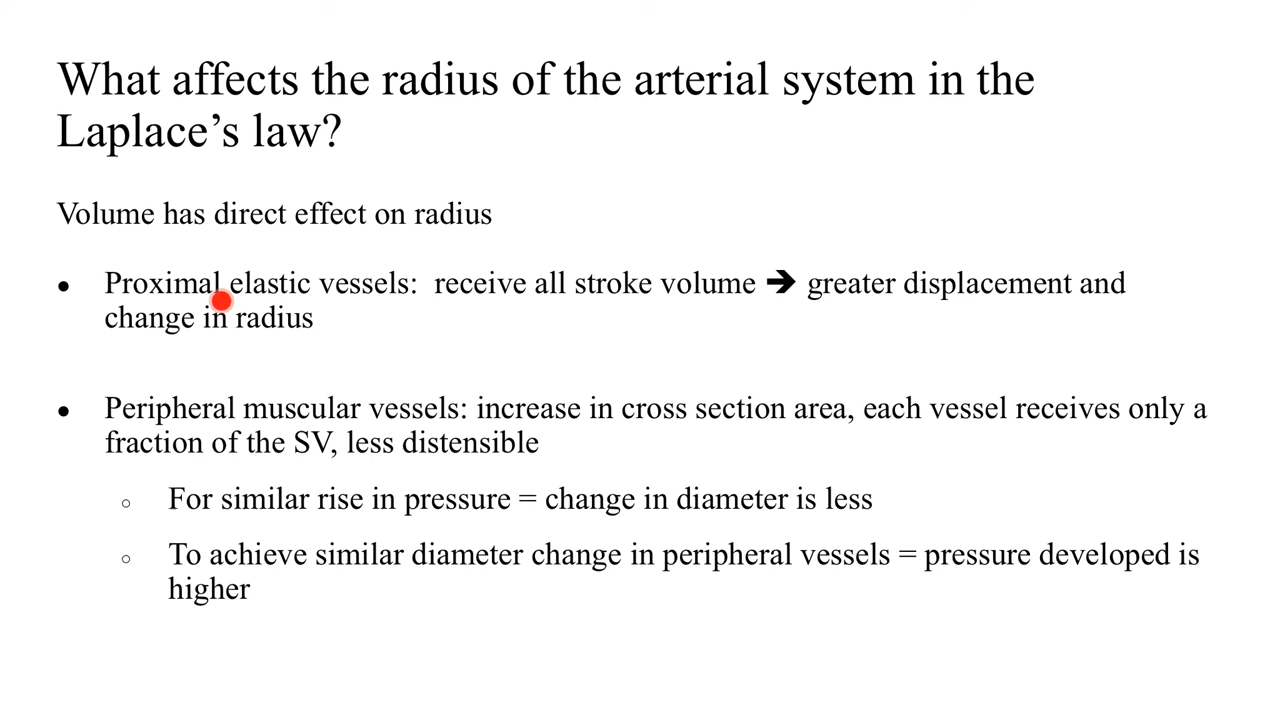 What affects the radius of the arterial system in the
Laplace’s law?
Volume has direct effect on radius
● Proximal elastic vessels: receive all stroke volume ➔ greater displacement and
change in radius
● Peripheral muscular vessels: increase in cross section area, each vessel receives only a
fraction of the SV, less distensible
○ For similar rise in pressure = change in diameter is less
○ To achieve similar diameter change in peripheral vessels = pressure developed is
higher